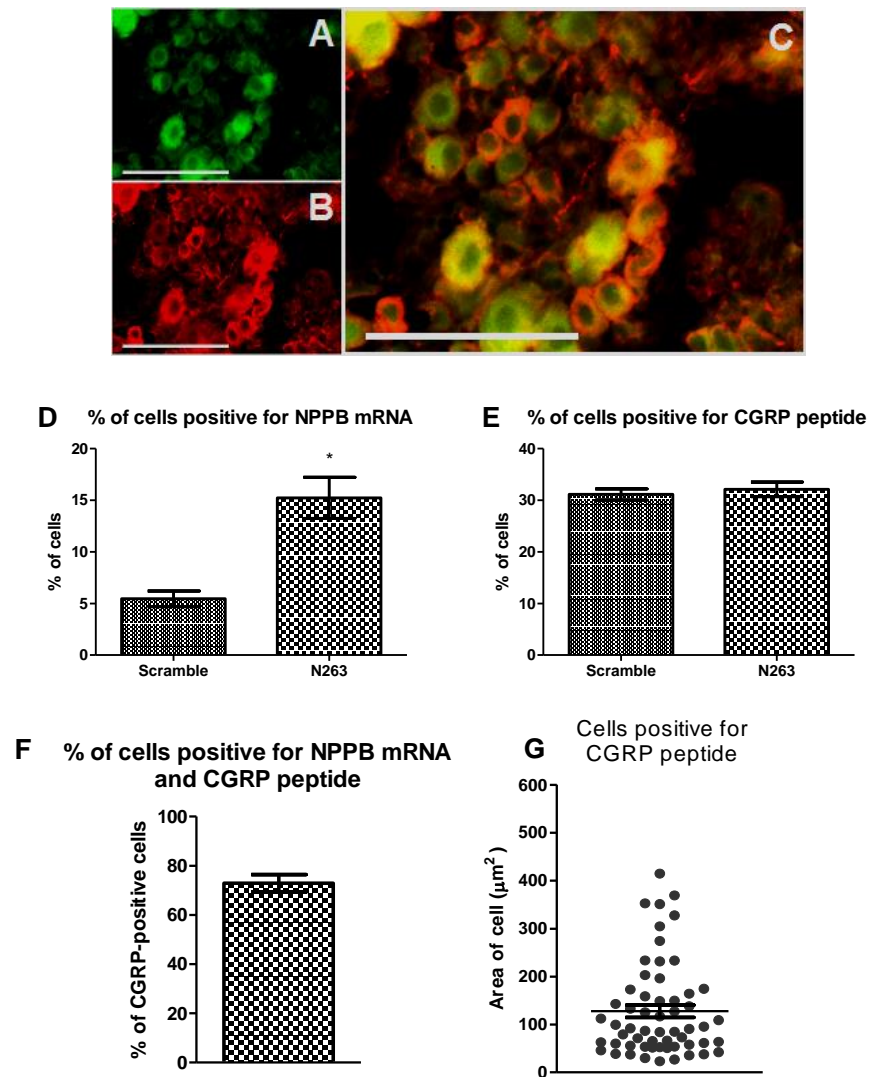 A
B
C
D % of cells positive for NPPB mRNA
% of cells
20
15
10
5
0
*
Scramble
N263
E % of cells positive for CGRP peptide
% of cells
40
30
20
10
0
Scramble
N263
F % of cells positive for NPPB mRNA
and CGRP peptide
% of CGRP-positive cells
100
80
60
40
20
0
G Cells positive for
CGRP peptide
Area of cell (μm²)
600
400
300
200
100
0